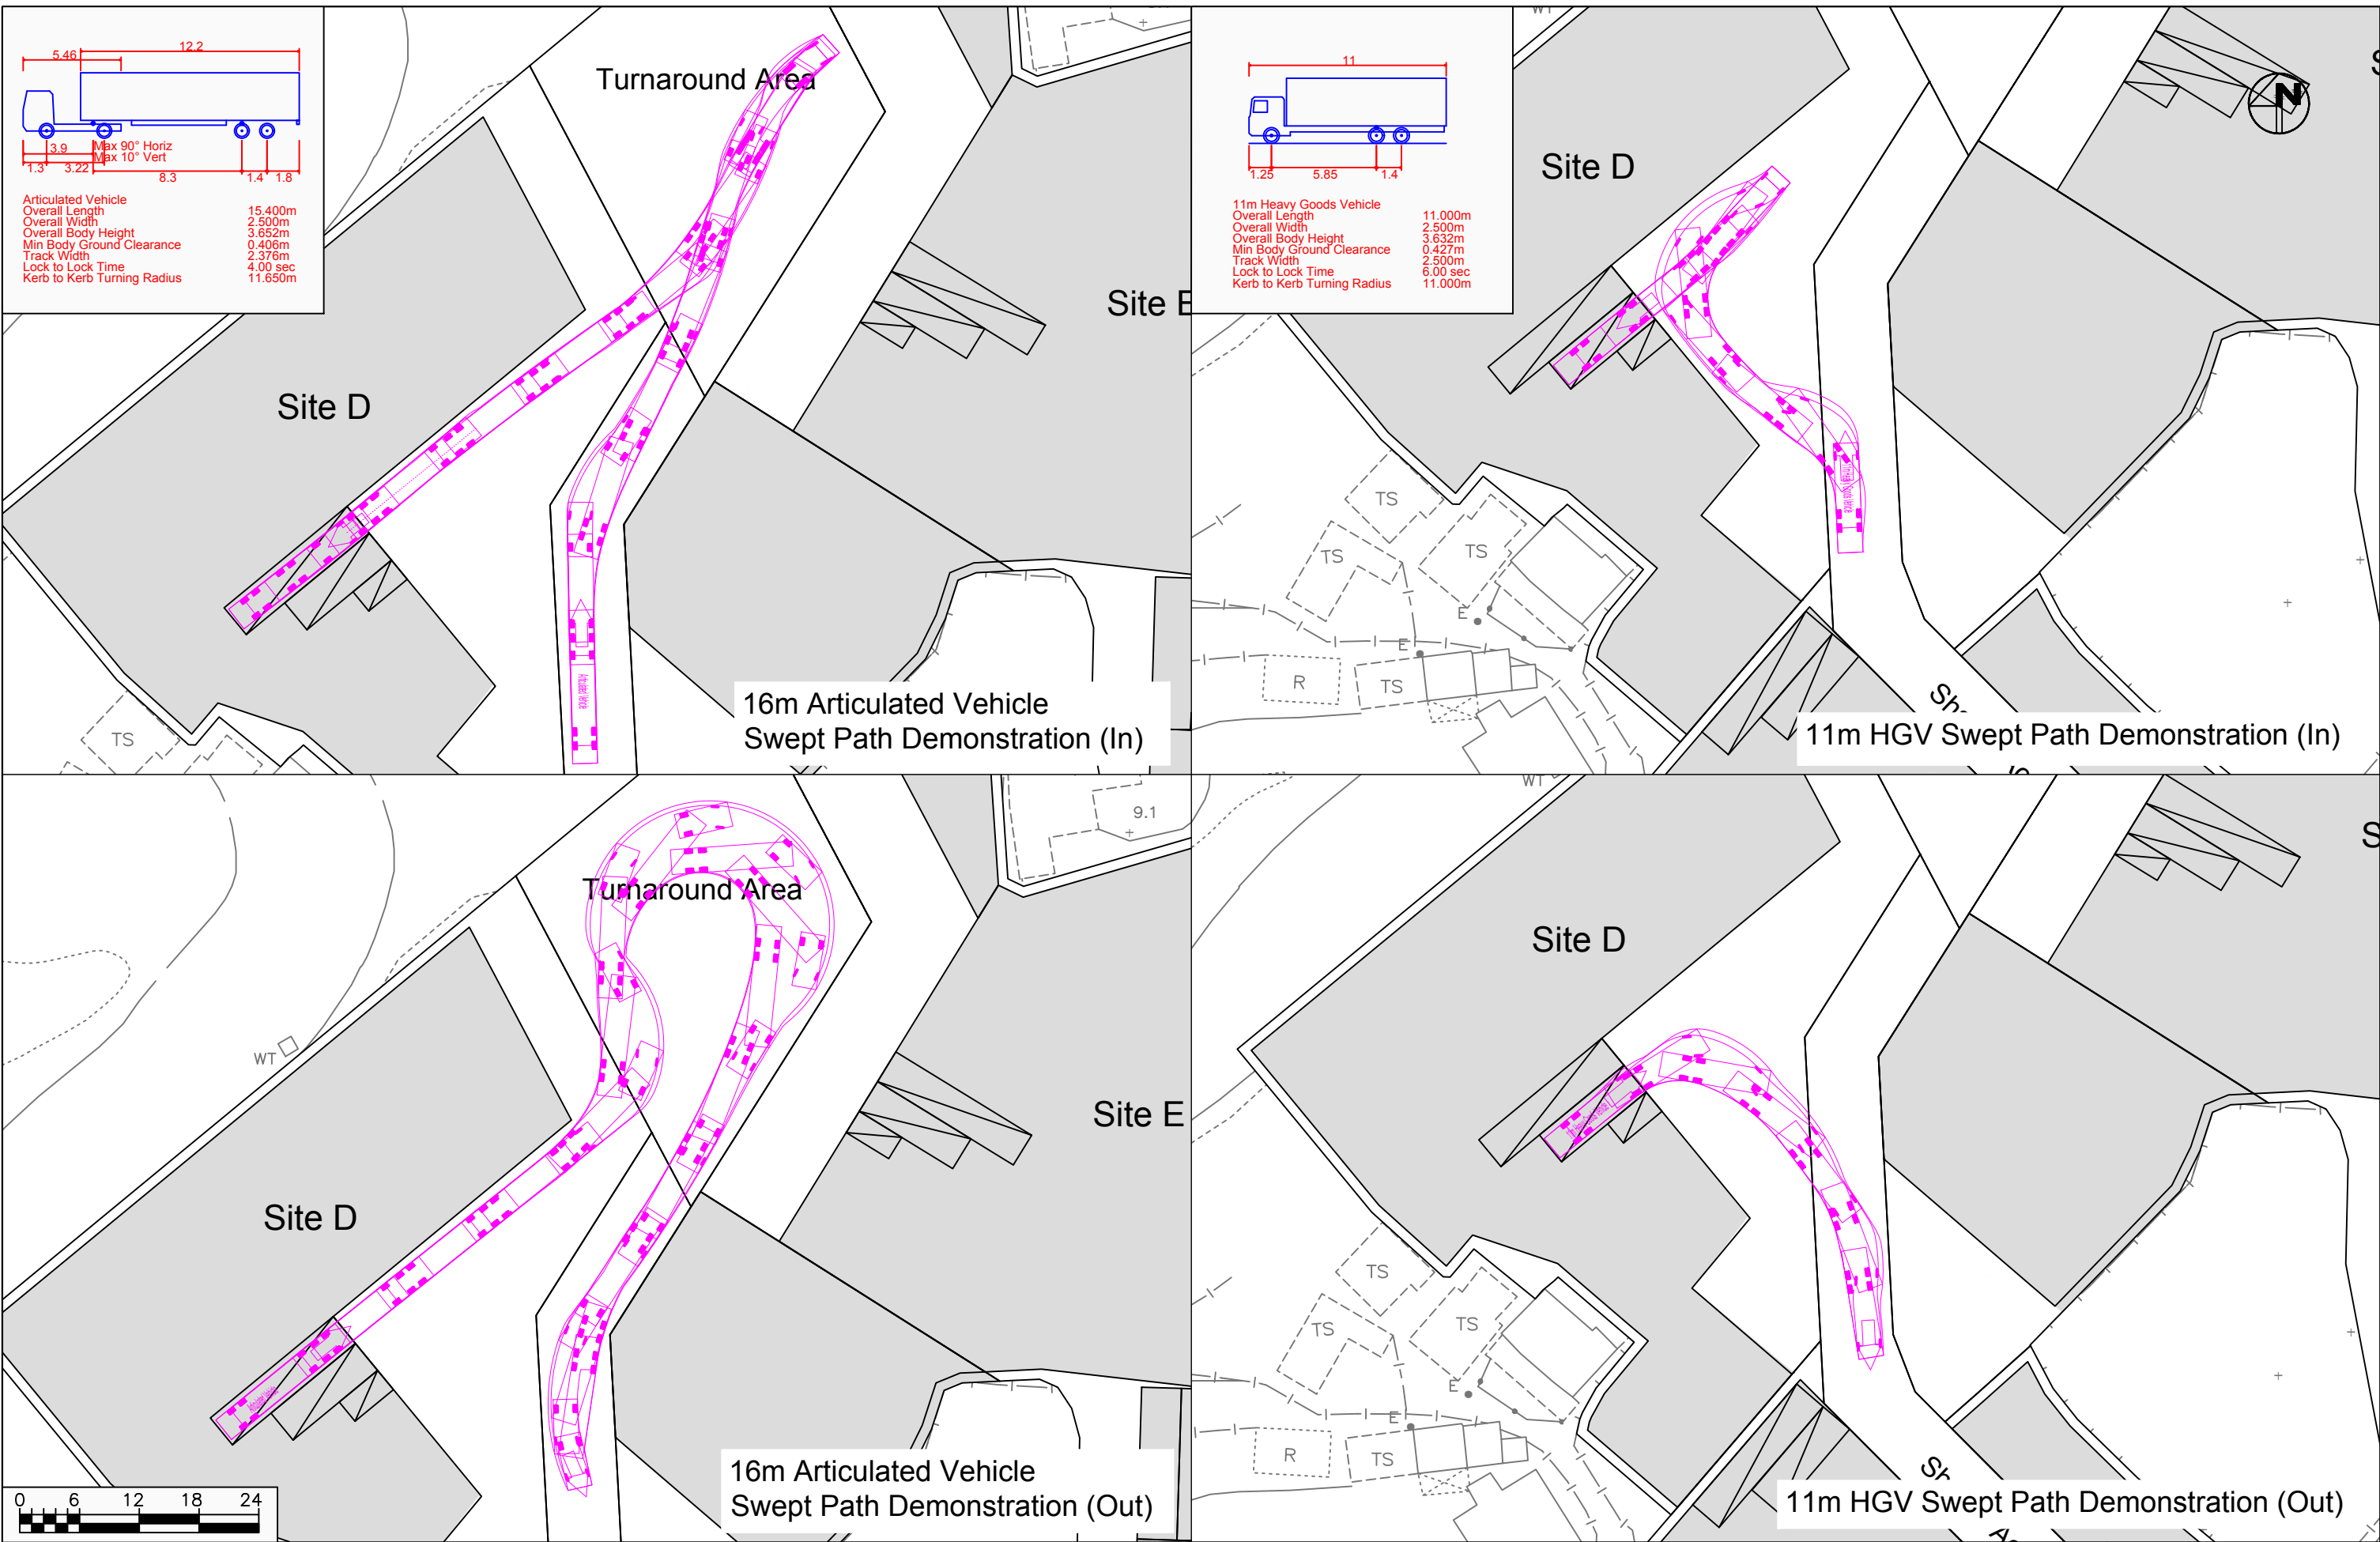 12.2
5.46
Max 90° Horiz
Max 10° Vert
3.9
1.3
3.22
8.3
1.4
1.8
Articulated Vehicle
Overall Length 15.400m
Overall Width 2.500m
Overall Body Height 3.652m
Min Body Ground Clearance 0.406m
Track Width 2.376m
Lock to Lock Time 4.00 sec
Kerb to Kerb Turning Radius 11.650m
Turnaround Area
Site D
Site E
Articulated Vehicle
TS
16m Articulated Vehicle
Swept Path Demonstration (In)
11
1.25
5.85
1.4
11m Heavy Goods Vehicle
Overall Length 11.000m
Overall Width 2.500m
Overall Body Height 3.632m
Min Body Ground Clearance 0.427m
Track Width 2.500m
Lock to Lock Time 6.00 sec
Kerb to Kerb Turning Radius 11.000m
WT
S
N
Site D
TS
TS
TS
E
E
R
TS
11m HGV Swept Path Demonstration (In)
9.1
Turnaround Area
WT
Site D
Site E
Articulated Vehicle
16m Articulated Vehicle
Swept Path Demonstration (Out)
0 6 12 18 24
WT
S
Site D
TS
TS
TS
E
E
R
TS
11m HGV Swept Path Demonstration (Out)